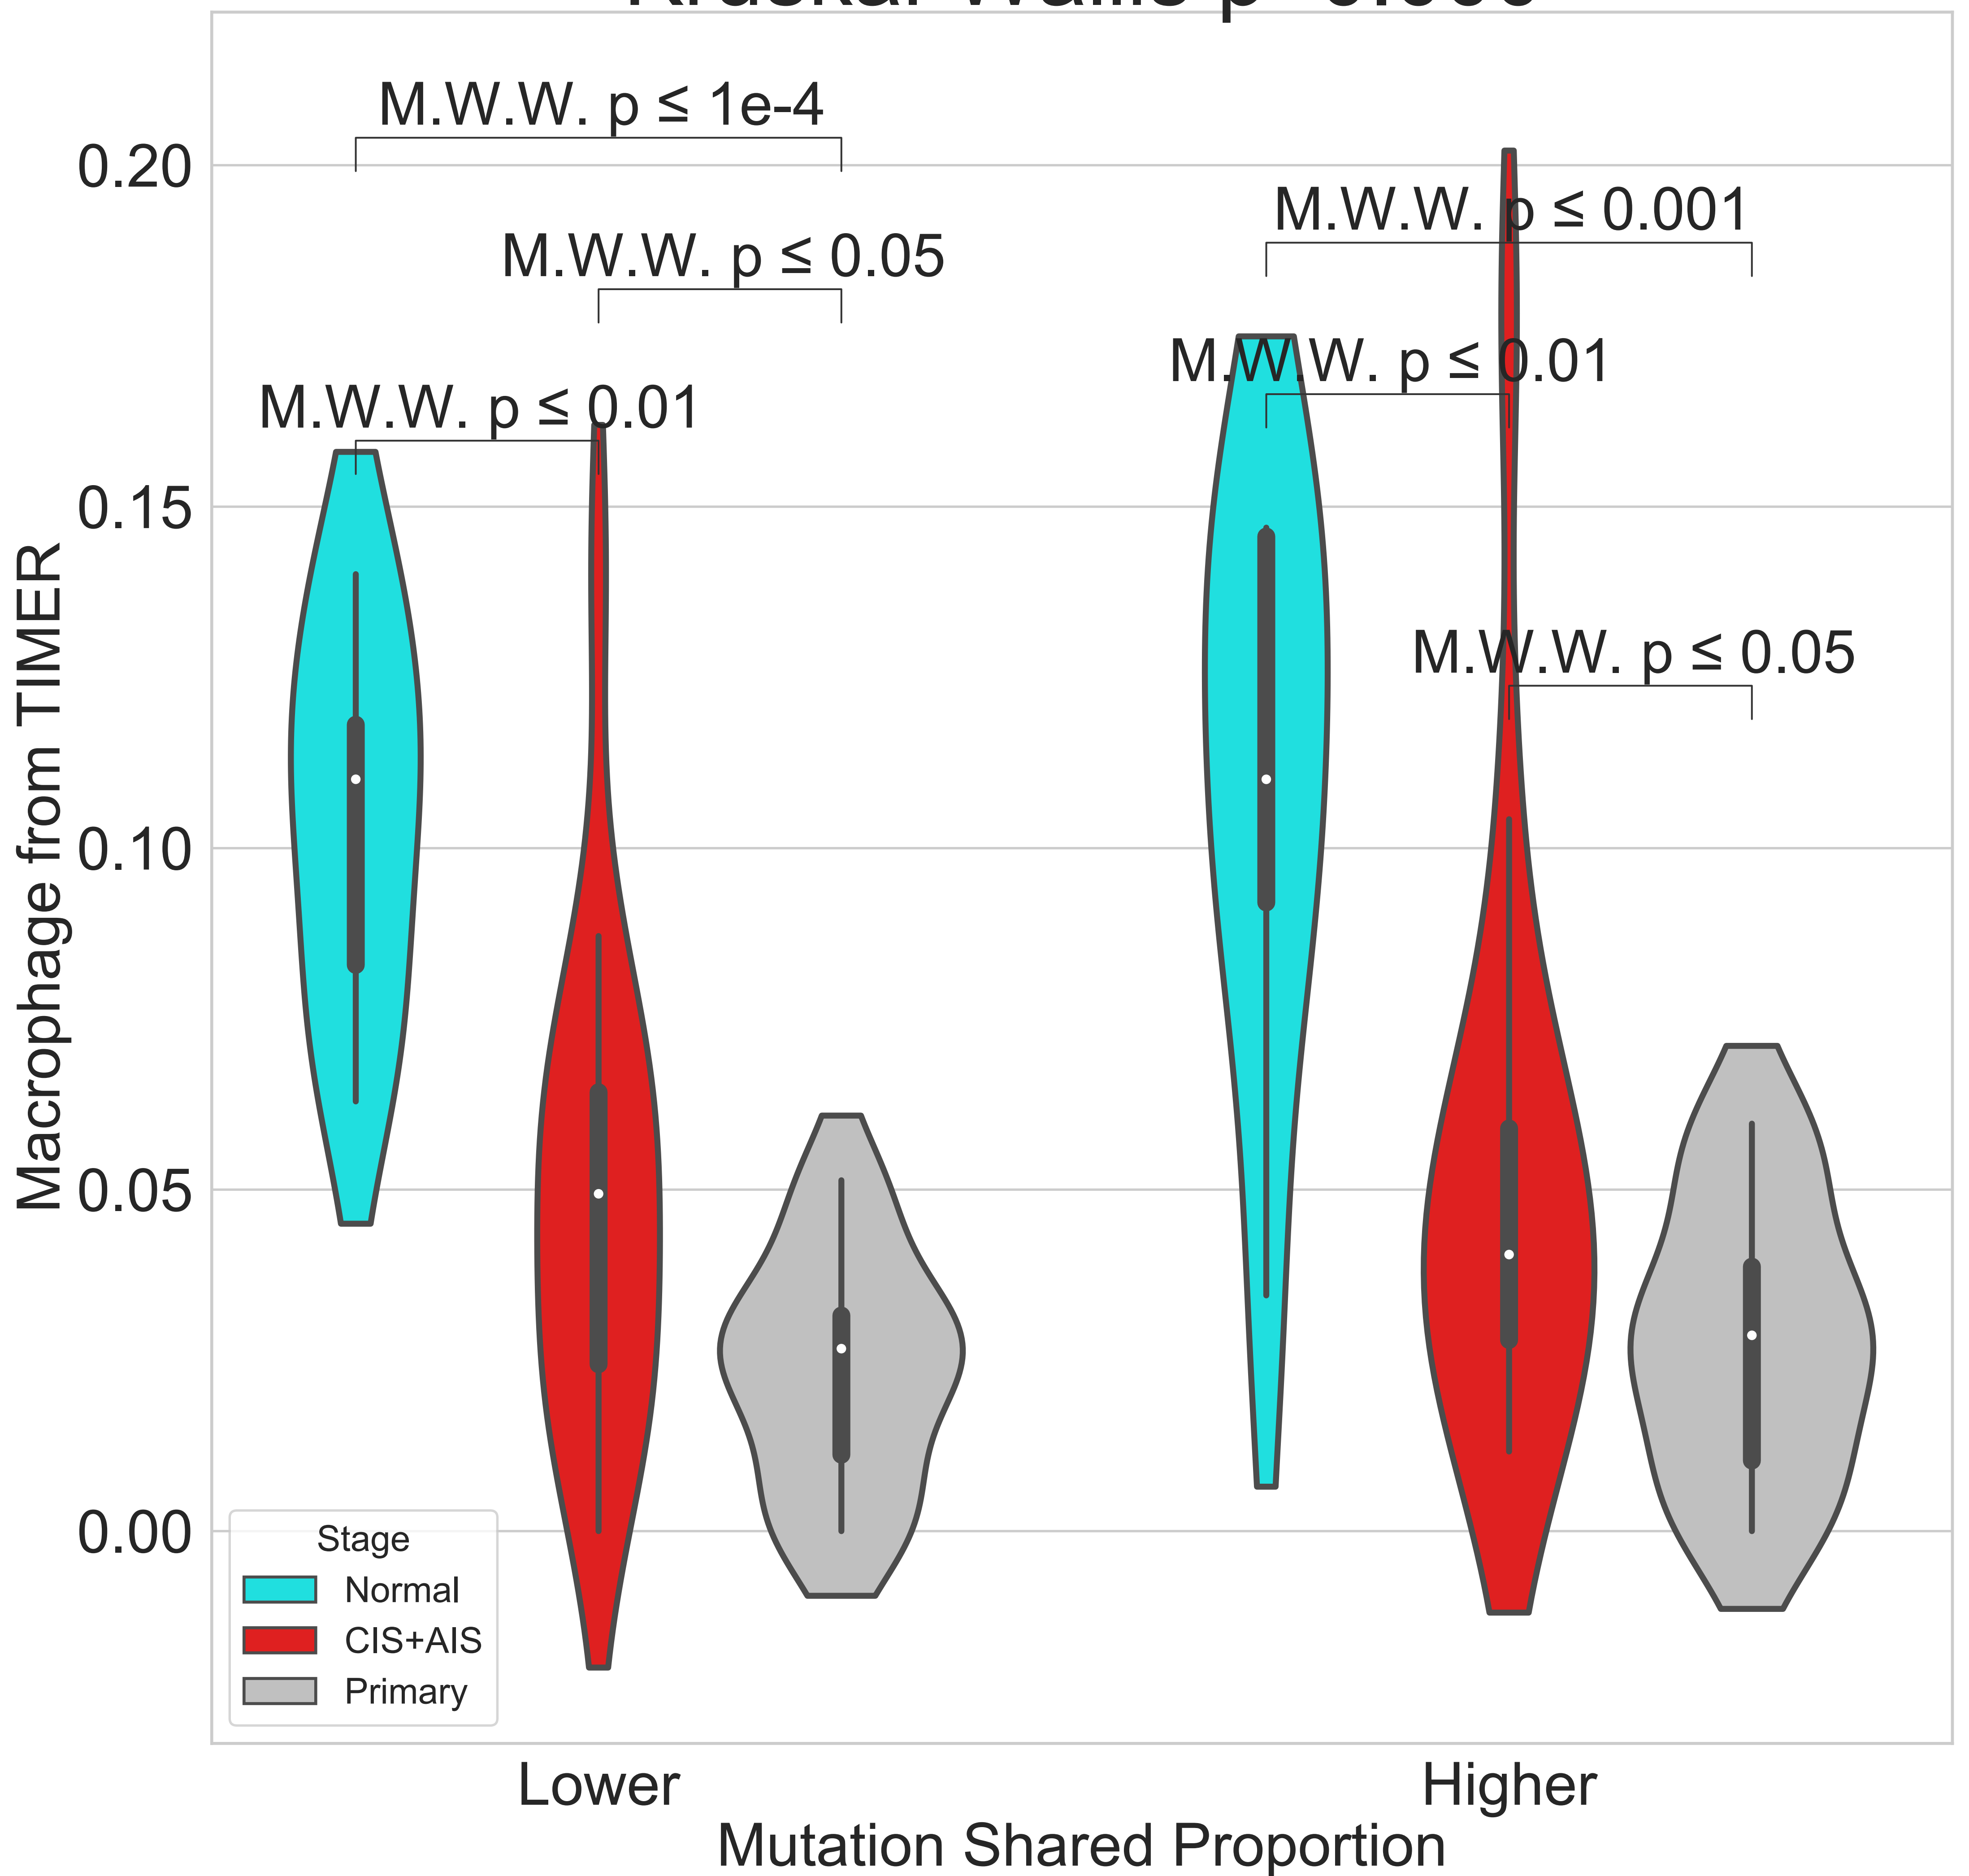 M.W.W. p ≤ 1e-4
M.W.W. p ≤ 0.05
M.W.W. p ≤ 0.01
M.W.W. p ≤ 0.001
M.W.W. p ≤ 0.01
M.W.W. p ≤ 0.05
Macrophage from TIMER
0.20
0.15
0.10
0.05
0.00
Stage
Normal
CIS+AIS
Primary
Lower
Higher
Mutation Shared Proportion